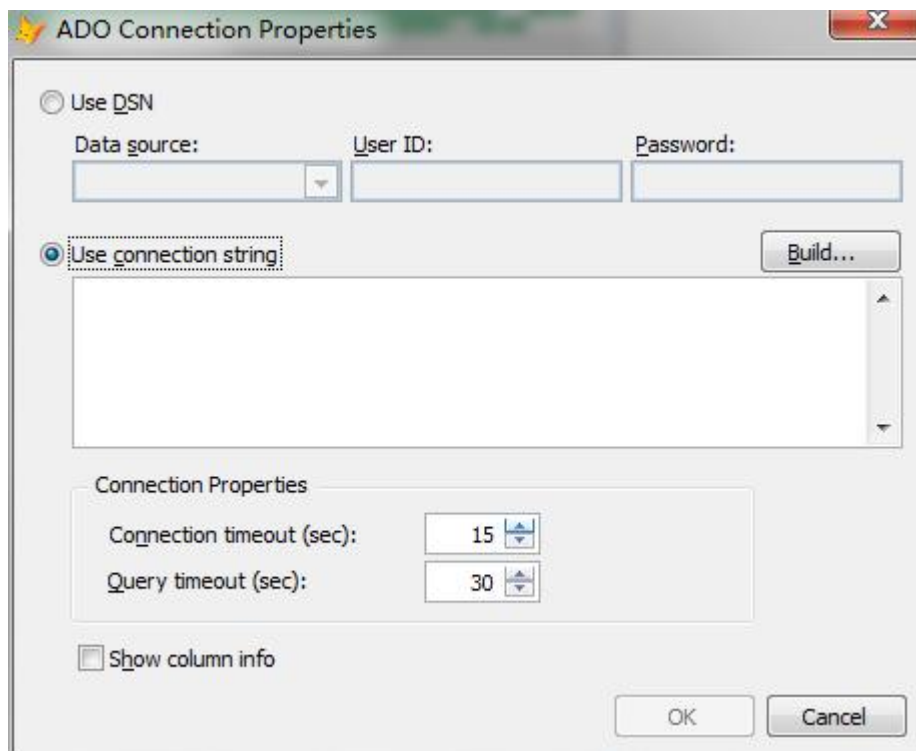 ADO Connection Properties
Use DSN
Data source: User ID: Password:
Use connection string Build...
Connection Properties
Connection timeout (sec): 15
Query timeout (sec): 30
Show column info
OK Cancel